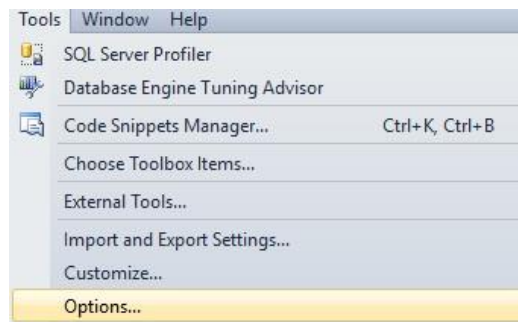 Tools Window Help
SQL Server Profiler
Database Engine Tuning Advisor
Code Snippets Manager... Ctrl+K, Ctrl+B
Choose Toolbox Items...
External Tools...
Import and Export Settings...
Customize...
Options...